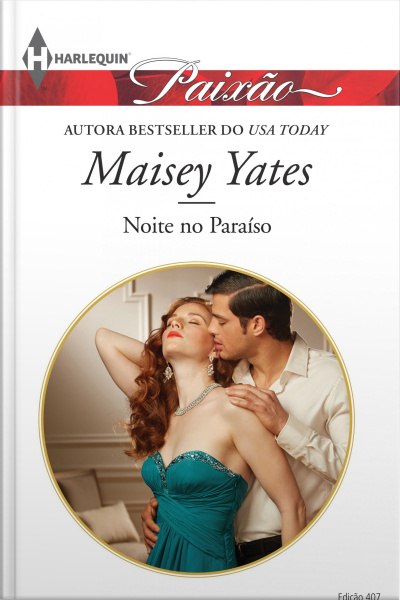 HARLEQUIN®
Paixão
AUTORA BESTSELLER DO USA TODAY
Maisey Yates
Noite no Paraíso
Edição 407